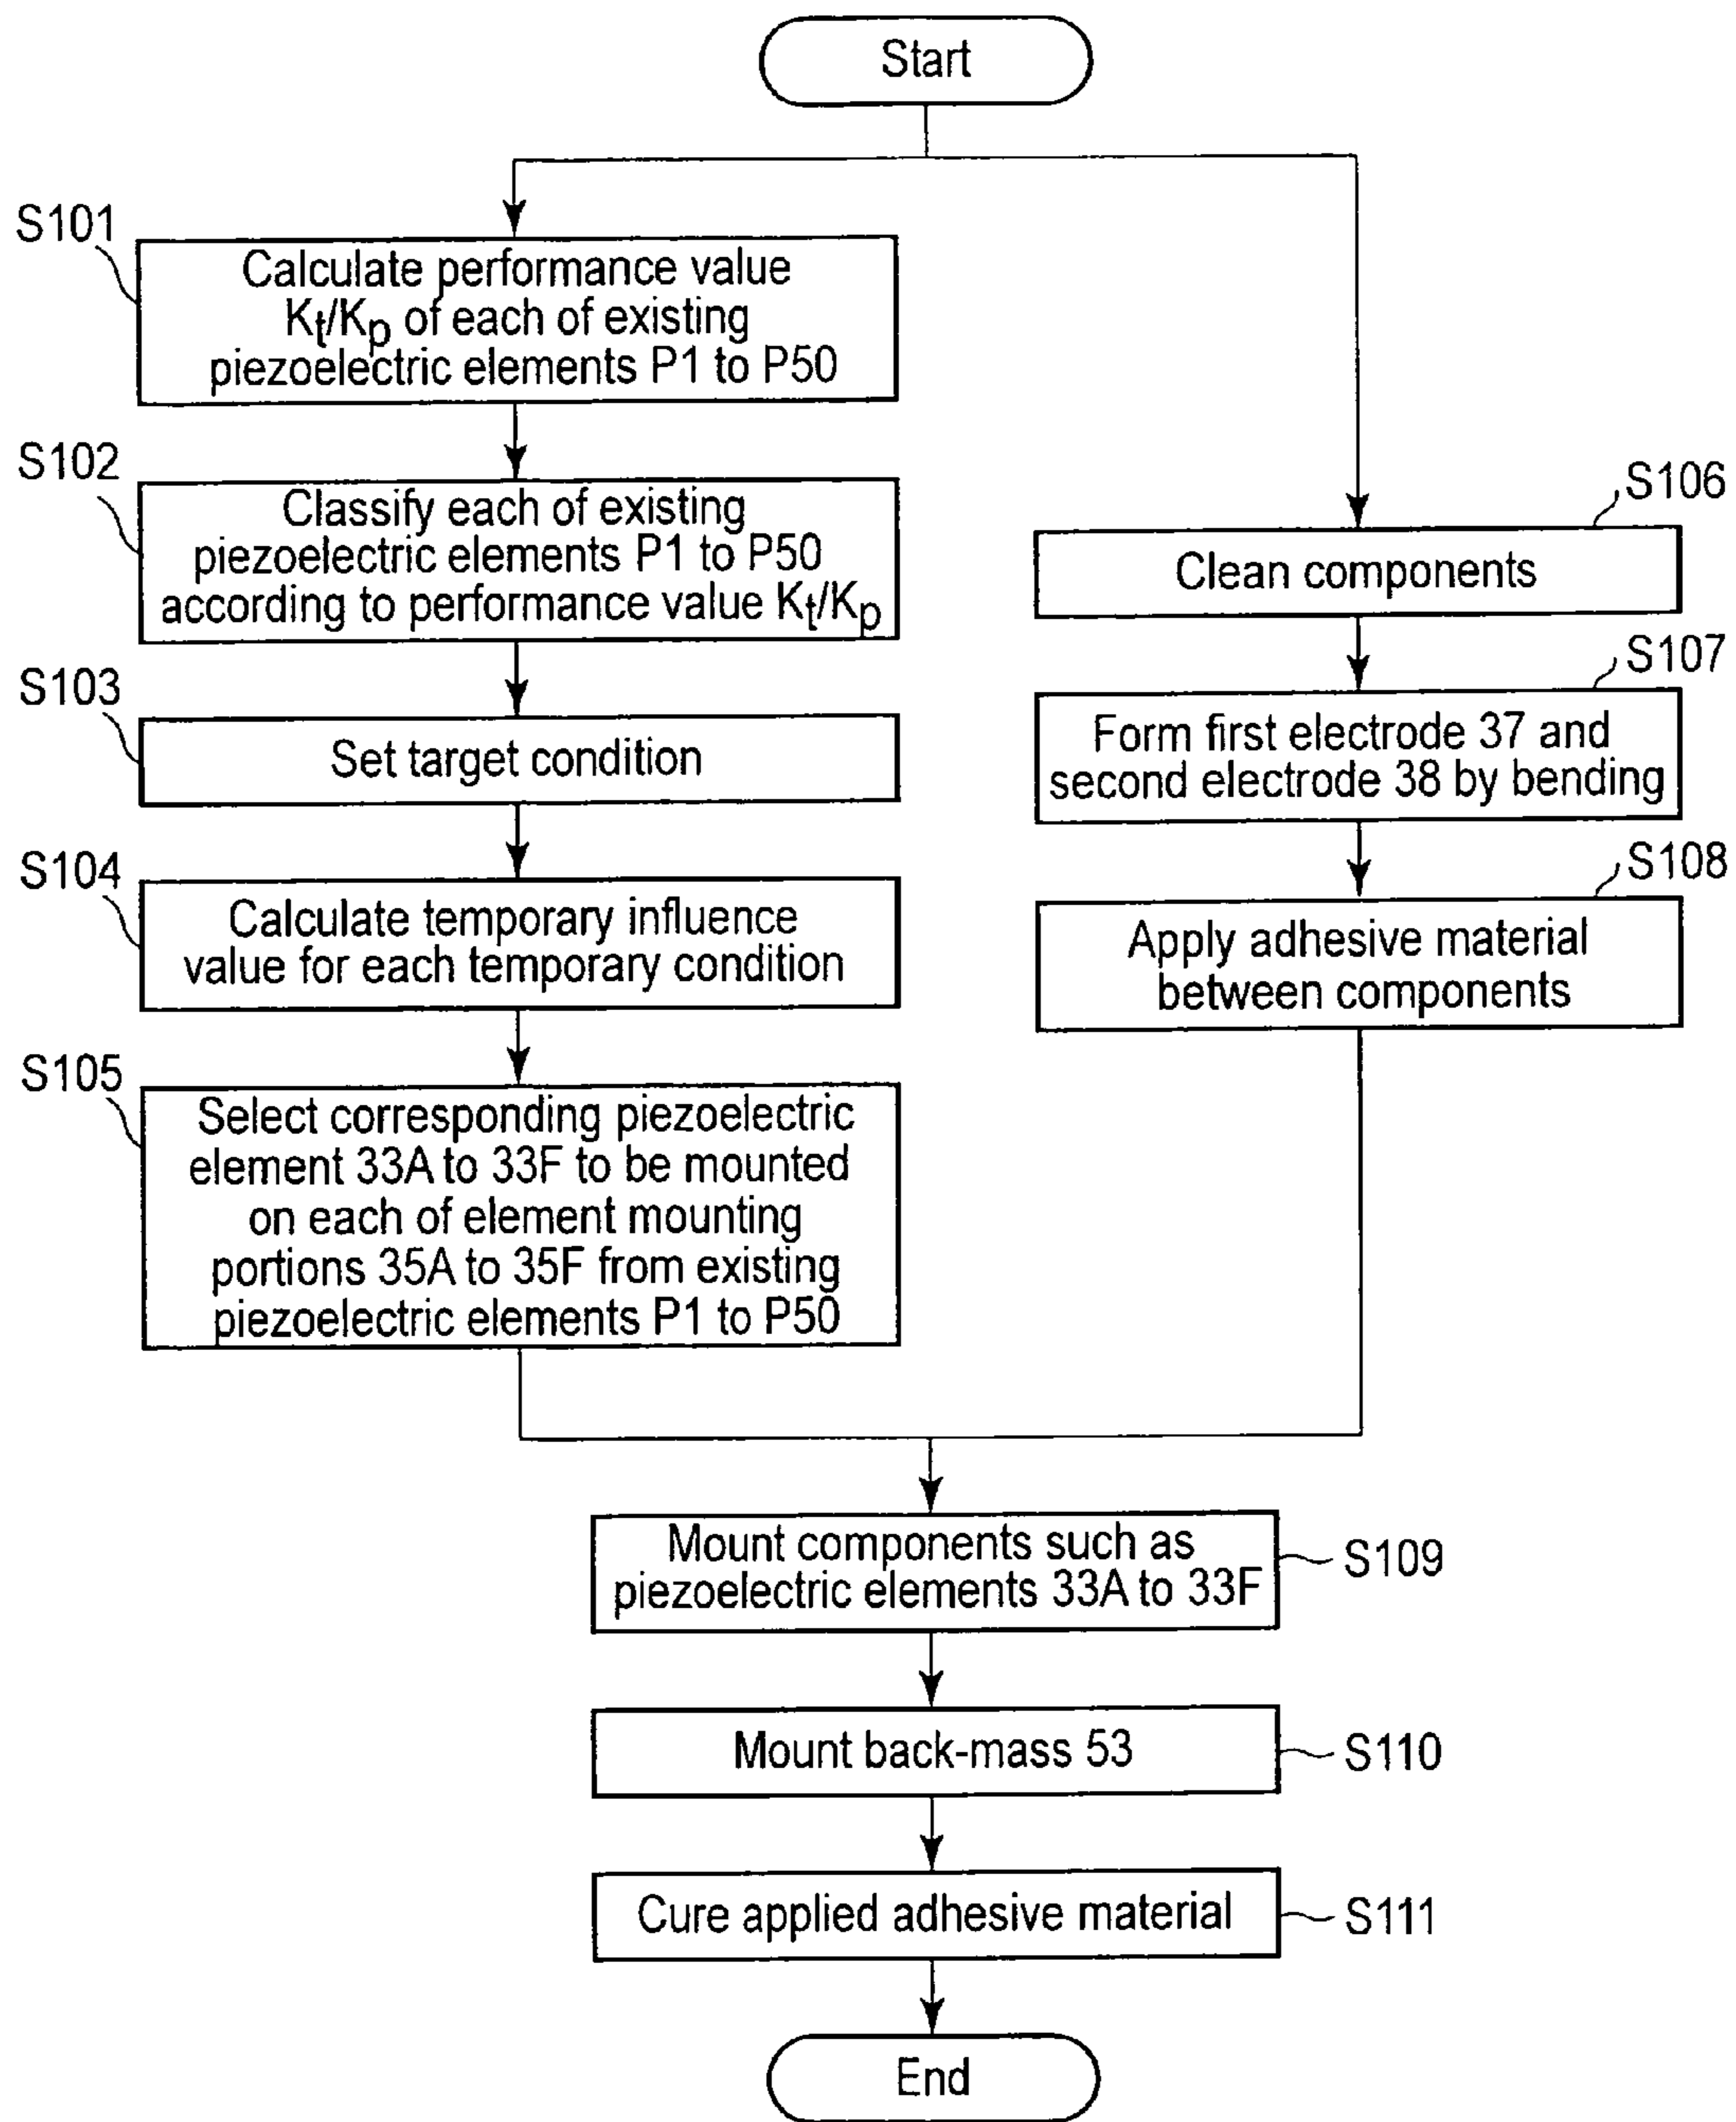 Start
S101
Calculate performance value
Kt/Kp of each of existing
piezoelectric elements P1 to P50
S102
Classify each of existing
piezoelectric elements P1 to P50
according to performance value Kt/Kp
S103
Set target condition
S104
Calculate temporary influence
value for each temporary condition
S105
Select corresponding piezoelectric
element 33A to 33F to be mounted
on each of element mounting
portions 35A to 35F from existing
piezoelectric elements P1 to P50
S106
Clean components
S107
Form first electrode 37 and
second electrode 38 by bending
S108
Apply adhesive material
between components
Mount components such as
piezoelectric elements 33A to 33F
S109
Mount back-mass 53
S110
Cure applied adhesive material
S111
End